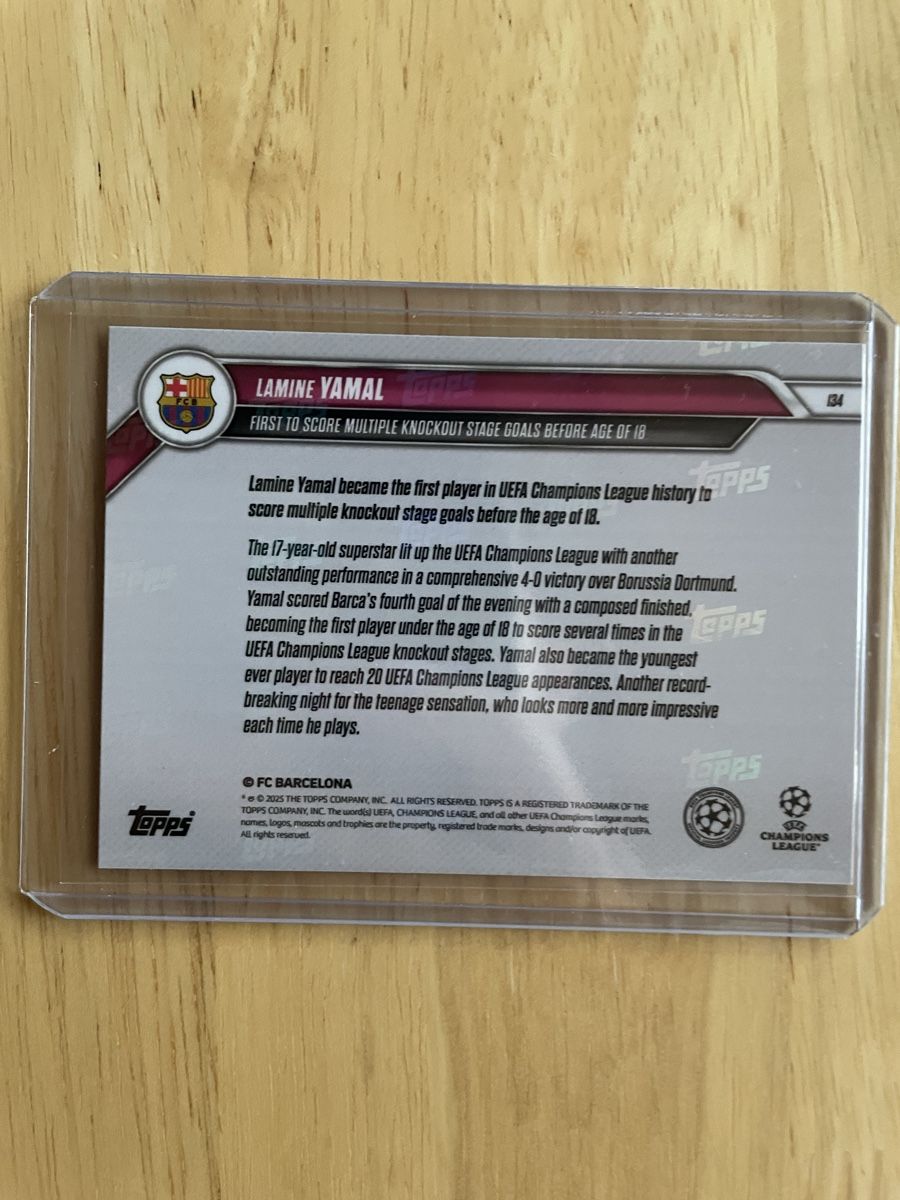 LAMINE YAMAL
134
FIRST TO SCORE MULTIPLE KNOCKOUT STAGE GOALS BEFORE AGE OF 18
FCB
Lamine Yamal became the first player in UEFA Champions League history to
score multiple knockout stage goals before the age of 18.
The 17-year-old superstar lit up the UEFA Champions League with another
outstanding performance in a comprehensive 4-0 victory over Borussia Dortmund.
Yamal scored Barca's fourth goal of the evening with a composed finished,
becoming the first player under the age of 18 to score several times in the
UEFA Champions League knockout stages. Yamal also became the youngest
ever player to reach 20 UEFA Champions League appearances. Another record-
breaking night for the teenage sensation, who looks more and more impressive
each time he plays.
© FC BARCELONA
* ® © 2025 THE TOPPS COMPANY, INC. ALL RIGHTS RESERVED. TOPPS IS A REGISTERED TRADEMARK OF THE
TOPPS COMPANY, INC. The word(s) UEFA, CHAMPIONS LEAGUE, and all other UEFA Champions League marks,
names, logos, mascots and trophies are the property, registered trade marks, designs and/or copyright of UEFA.
All rights reserved.
topps
UEFA
CHAMPIONS
LEAGUE
topps
topps
topps
topps